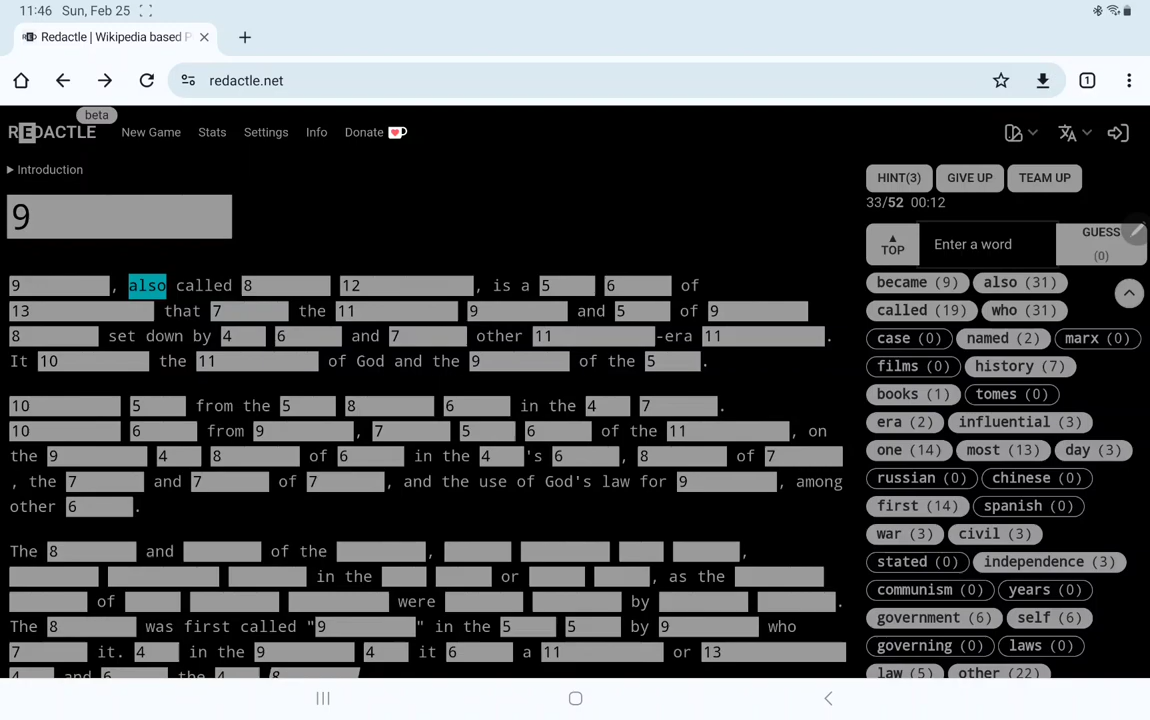 11:46 Sun, Feb 25
Redactle | Wikipedia based P
redactle.net
beta
REDACTLE New Game Stats Settings Info Donate
Introduction
HINT(3) GIVE UP TEAM UP
33/52 00:12
9
TOP Enter a word GUESS (0)
9 , also called 8 12 , is a 5 6 of
13 that 7 the 11 9 and 5 of 9
8 set down by 4 6 and 7 other 11 -era 11 .
It 10 the 11 of God and the 9 of the 5 .
10 5 from the 5 8 6 in the 4 7 .
10 6 from 9 , 7 5 6 of the 11 , on
the 9 4 8 of 6 in the 4 's 6 , 8 of 7
, the 7 and 7 of 7 , and the use of God's law for 9 , among
other 6 .
The 8 and of the , ,
in the or , as the
of were by .
The 8 was first called " 9 " in the 5 5 by 9 who
7 it. 4 in the 9 4 it 6 a 11 or 13
4 and 6 the 4 8
became (9) also (31)
called (19) who (31)
case (0) named (2) marx (0)
films (0) history (7)
books (1) tomes (0)
era (2) influential (3)
one (14) most (13) day (3)
russian (0) chinese (0)
first (14) spanish (0)
war (3) civil (3)
stated (0) independence (3)
communism (0) years (0)
government (6) self (6)
governing (0) laws (0)
law (5) other (22)